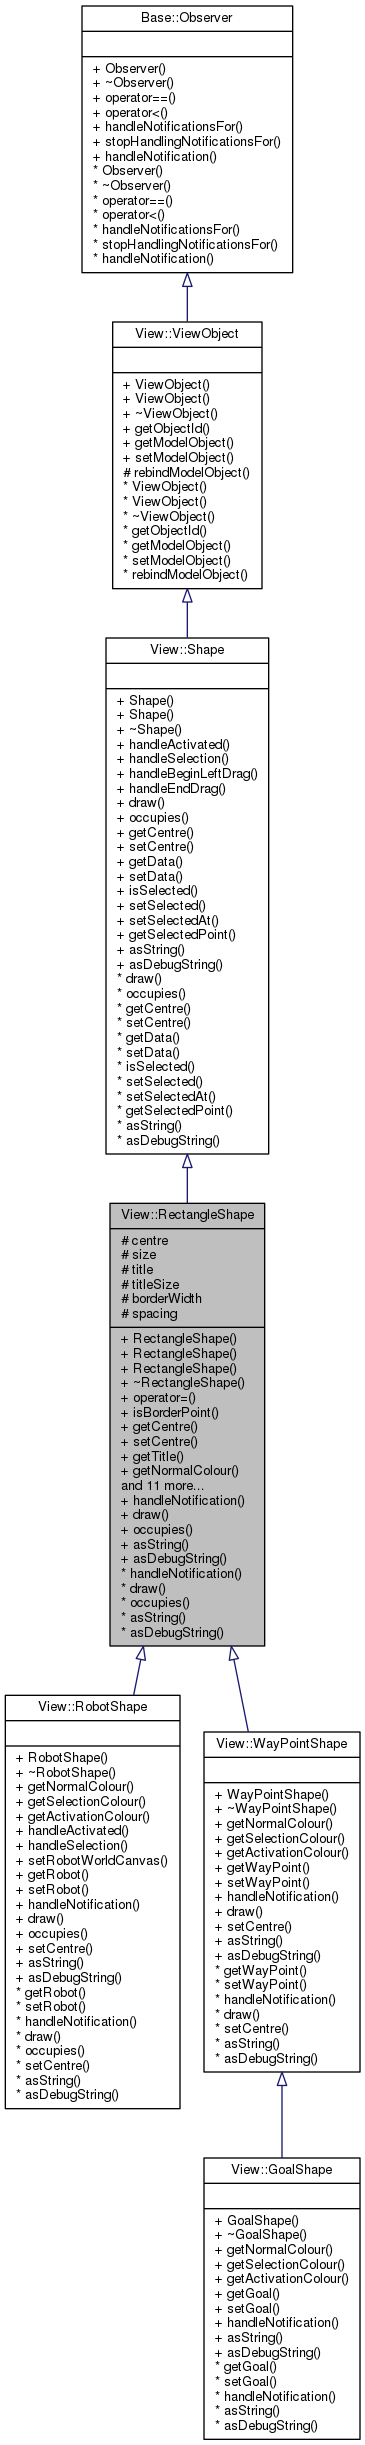 Base::Observer
+ Observer()
+ ~Observer()
+ operator==()
+ operator<()
+ handleNotificationsFor()
+ stopHandlingNotificationsFor()
+ handleNotification()
* Observer()
* ~Observer()
* operator==()
* operator<()
* handleNotificationsFor()
* stopHandlingNotificationsFor()
* handleNotification()
View::ViewObject
+ ViewObject()
+ ViewObject()
+ ~ViewObject()
+ getObjectId()
+ getModelObject()
+ setModelObject()
# rebindModelObject()
* ViewObject()
* ViewObject()
* ~ViewObject()
* getObjectId()
* getModelObject()
* setModelObject()
* rebindModelObject()
View::Shape
+ Shape()
+ Shape()
+ ~Shape()
+ handleActivated()
+ handleSelection()
+ handleBeginLeftDrag()
+ handleEndDrag()
+ draw()
+ occupies()
+ getCentre()
+ setCentre()
+ getData()
+ setData()
+ isSelected()
+ setSelected()
+ setSelectedAt()
+ getSelectedPoint()
+ asString()
+ asDebugString()
* draw()
* occupies()
* getCentre()
* setCentre()
* getData()
* setData()
* isSelected()
* setSelected()
* setSelectedAt()
* getSelectedPoint()
* asString()
* asDebugString()
View::RectangleShape
# centre
# size
# title
# titleSize
# borderWidth
# spacing
+ RectangleShape()
+ RectangleShape()
+ RectangleShape()
+ ~RectangleShape()
+ operator=()
+ isBorderPoint()
+ getCentre()
+ setCentre()
+ getTitle()
+ getNormalColour()
and 11 more...
+ handleNotification()
+ draw()
+ occupies()
+ asString()
+ asDebugString()
* handleNotification()
* draw()
* occupies()
* asString()
* asDebugString()
View::RobotShape
+ RobotShape()
+ ~RobotShape()
+ getNormalColour()
+ getSelectionColour()
+ getActivationColour()
+ handleActivated()
+ handleSelection()
+ setRobotWorldCanvas()
+ getRobot()
+ setRobot()
+ handleNotification()
+ draw()
+ occupies()
+ setCentre()
+ asString()
+ asDebugString()
* getRobot()
* setRobot()
* handleNotification()
* draw()
* occupies()
* setCentre()
* asString()
* asDebugString()
View::WayPointShape
+ WayPointShape()
+ ~WayPointShape()
+ getNormalColour()
+ getSelectionColour()
+ getActivationColour()
+ getWayPoint()
+ setWayPoint()
+ handleNotification()
+ draw()
+ setCentre()
+ asString()
+ asDebugString()
* getWayPoint()
* setWayPoint()
* handleNotification()
* draw()
* setCentre()
* asString()
* asDebugString()
View::GoalShape
+ GoalShape()
+ ~GoalShape()
+ getNormalColour()
+ getSelectionColour()
+ getActivationColour()
+ getGoal()
+ setGoal()
+ handleNotification()
+ asString()
+ asDebugString()
* getGoal()
* setGoal()
* handleNotification()
* asString()
* asDebugString()